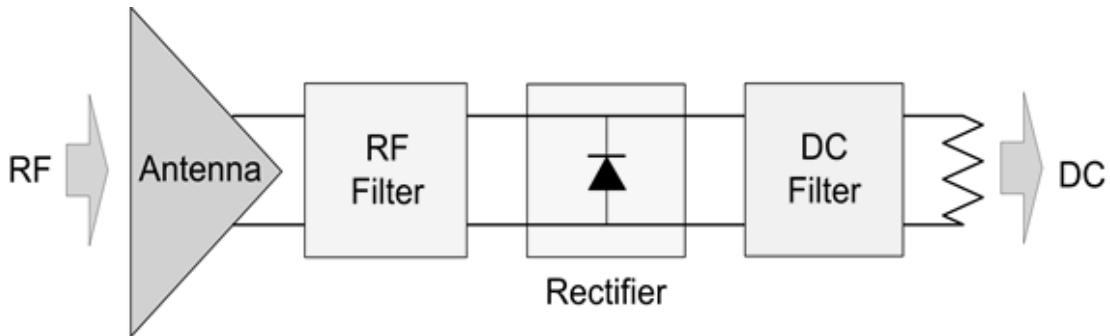 RF
Antenna
RF
Filter
Rectifier
DC
Filter
DC